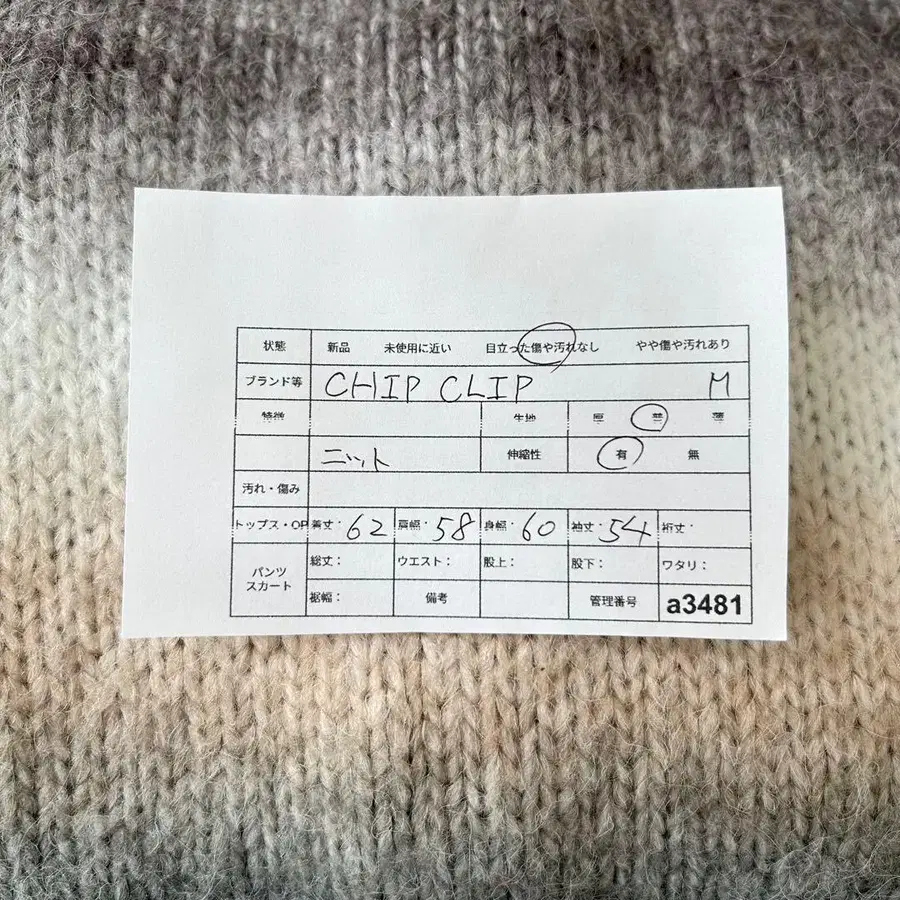 状態 新品 未使用に近い 目立った傷や汚れなし やや傷や汚れあり
ブランド等 CHIP CLIP M
特徴 生地 厚 普 薄
ニット 伸縮性 有 無
汚れ・傷み
トップス・OP 着丈: 62 肩幅: 58 身幅: 60 袖丈: 54 裄丈:
パンツ 総丈: ウエスト: 股上: 股下: ワタリ:
スカート
裾幅: 備考 管理番号 a3481